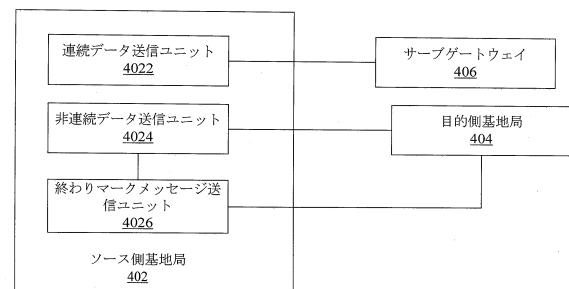 連続データ送信ユニット
4022
サーブゲートウェイ
406
非連続データ送信ユニット
4024
目的側基地局
404
終わりマークメッセージ送
信ユニット
4026
ソース側基地局
402